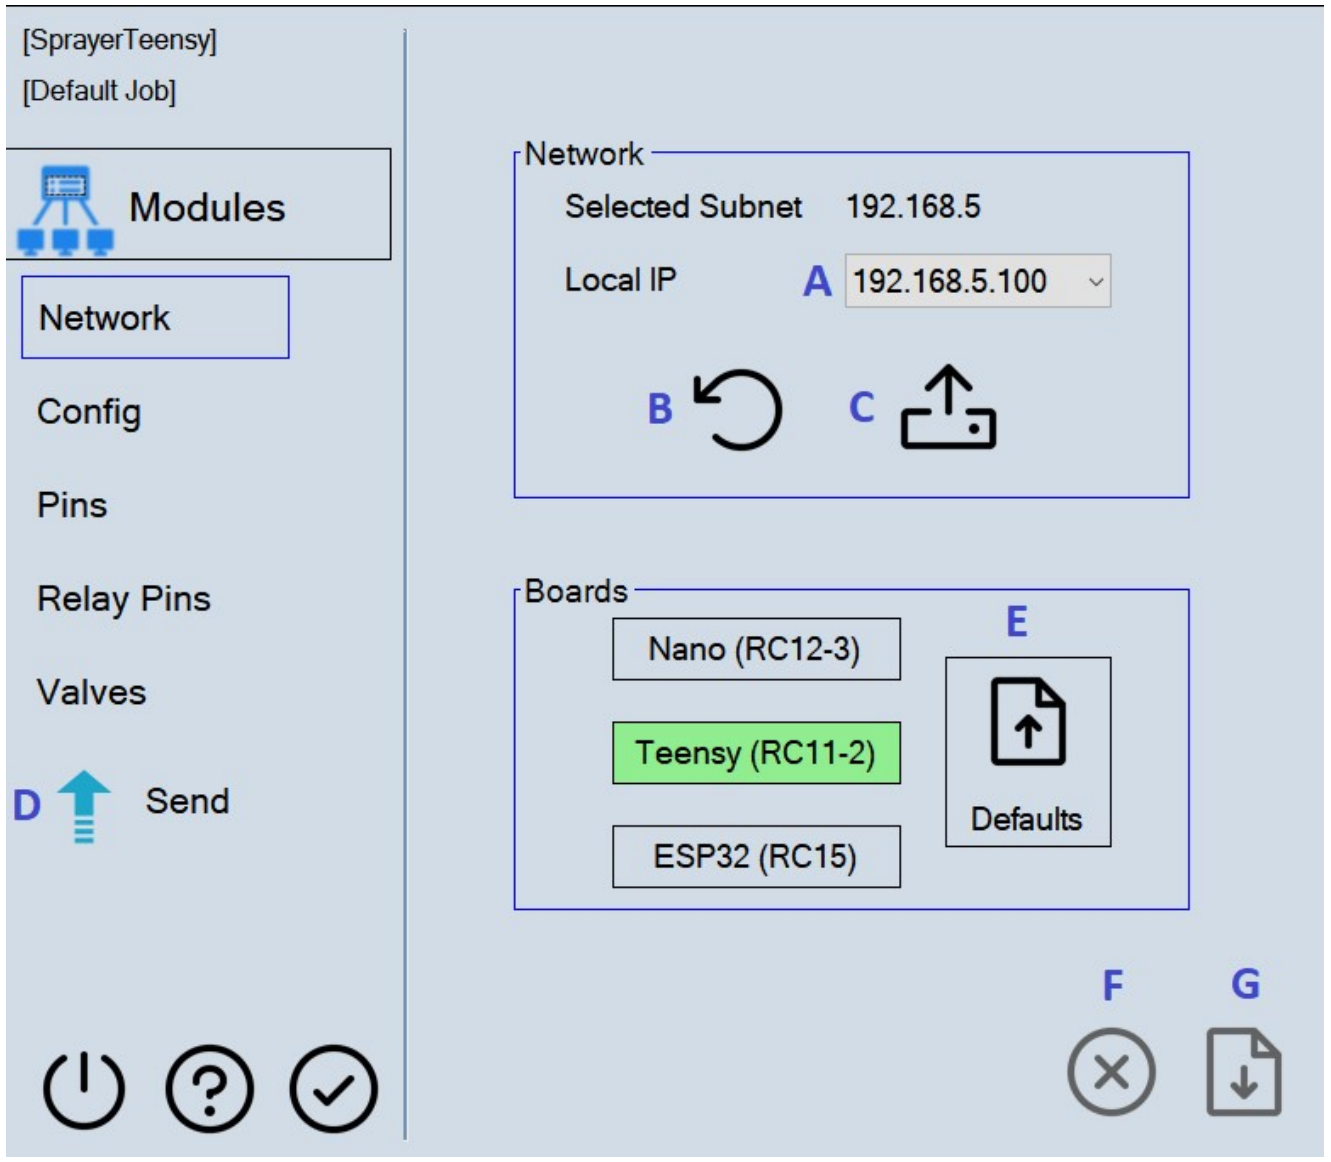 [SprayerTeensy]
[Default Job]
Modules
Network
Config
Pins
Relay Pins
Valves
D Send
Network
Selected Subnet 192.168.5
Local IP A 192.168.5.100
B C
Boards
Nano (RC12-3)
Teensy (RC11-2)
ESP32 (RC15)
E
Defaults
F G